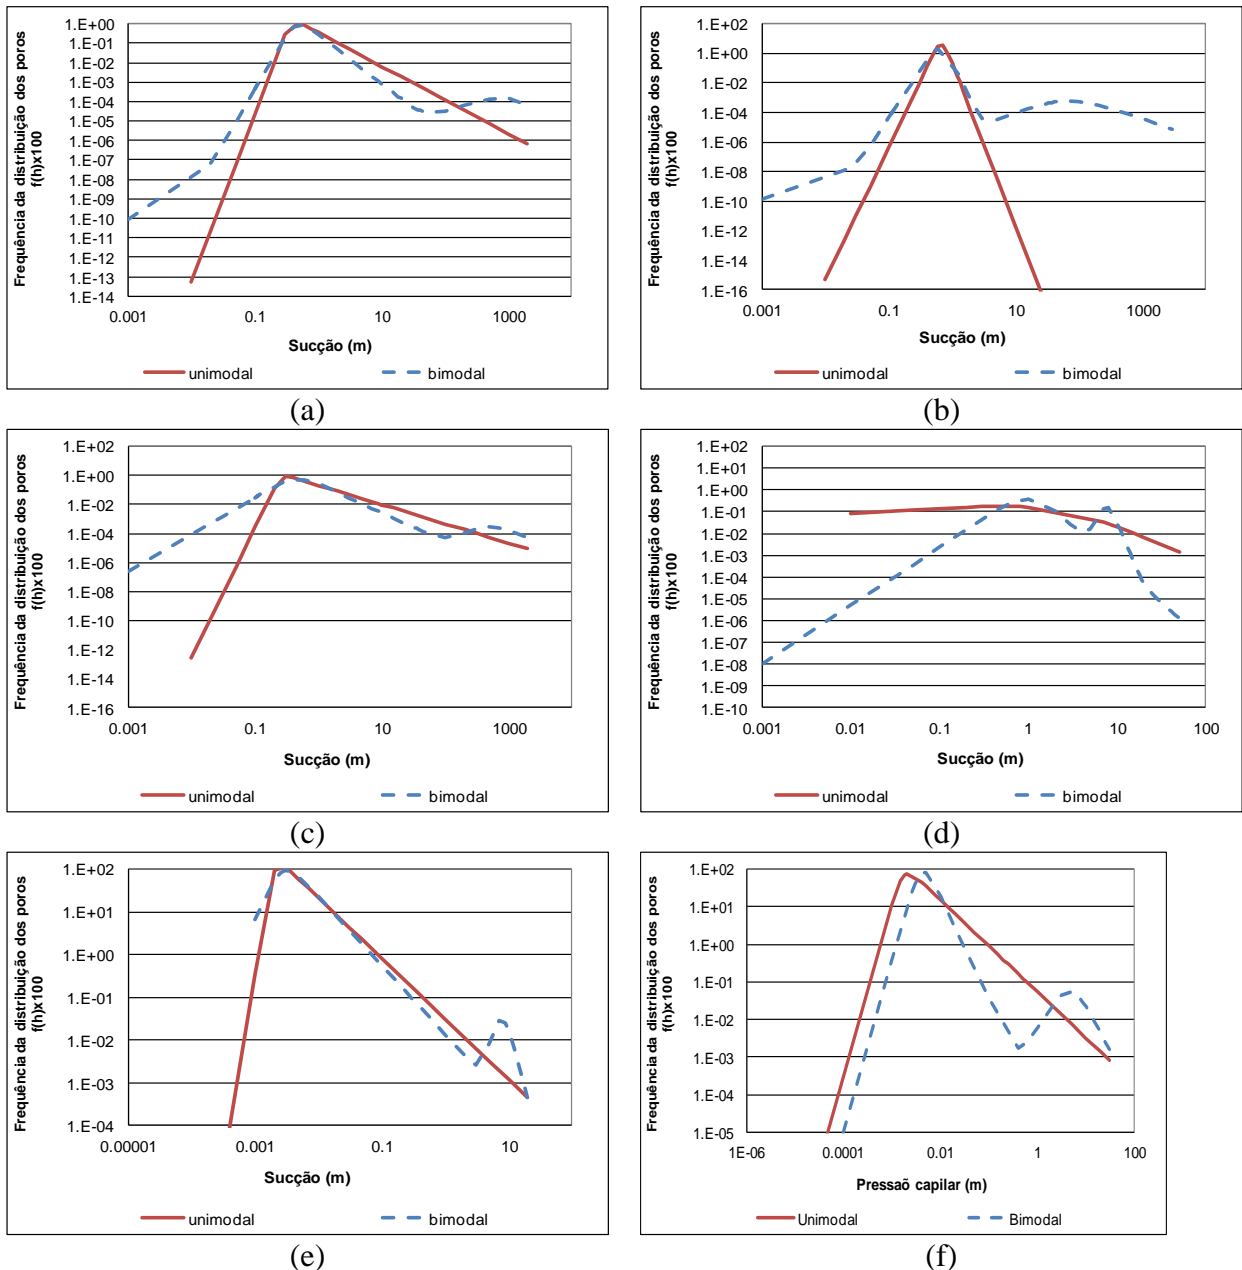 Frequência da distribuição dos poros
f(h)x100
1.E+00
1.E-01
1.E-02
1.E-03
1.E-04
1.E-05
1.E-06
1.E-07
1.E-08
1.E-09
1.E-10
1.E-11
1.E-12
1.E-13
1.E-14
0.001 0.1 10 1000
Sucção (m)
unimodal bimodal
(a)
Frequência da distribuição dos poros
f(h)x100
1.E+02
1.E+00
1.E-02
1.E-04
1.E-06
1.E-08
1.E-10
1.E-12
1.E-14
1.E-16
0.001 0.1 10 1000
Sucção (m)
unimodal bimodal
(b)
Frequência da distribuição dos poros
f(h)x100
1.E+02
1.E+00
1.E-02
1.E-04
1.E-06
1.E-08
1.E-10
1.E-12
1.E-14
1.E-16
0.001 0.1 10 1000
Sucção (m)
unimodal bimodal
(c)
Frequência da distribuição dos poros
f(h)x100
1.E+02
1.E+01
1.E+00
1.E-01
1.E-02
1.E-03
1.E-04
1.E-05
1.E-06
1.E-07
1.E-08
1.E-09
1.E-10
0.001 0.01 0.1 1 10 100
Sucção (m)
unimodal bimodal
(d)
Frequência da distribuição dos poros
f(h)x100
1.E+02
1.E+01
1.E+00
1.E-01
1.E-02
1.E-03
1.E-04
0.00001 0.001 0.1 10
Sucção (m)
unimodal bimodal
(e)
Frequência da distribuição dos poros
f(h)x100
1.E+02
1.E+01
1.E+00
1.E-01
1.E-02
1.E-03
1.E-04
1.E-05
1E-06 0.0001 0.01 1 100
Pressaõ capilar (m)
Unimodal Bimodal
(f)